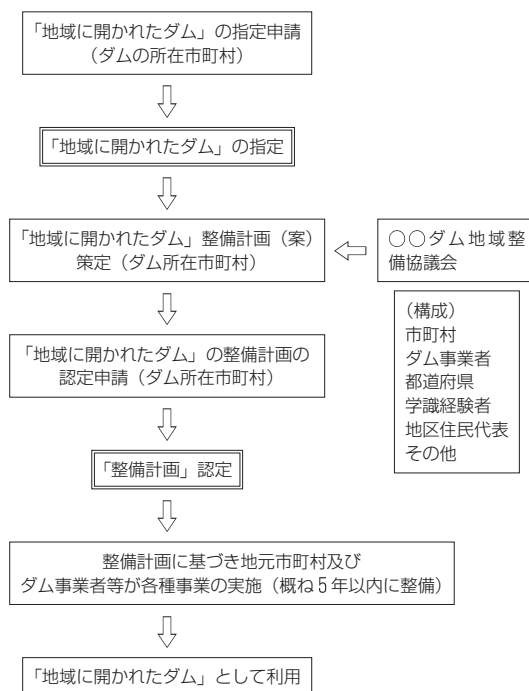 「地域に開かれたダム」の指定申請
（ダムの所在市町村）
「地域に開かれたダム」の指定
「地域に開かれたダム」整備計画（案）
策定（ダム所在市町村）
○○ダム地域整
備協議会
（構成）
市町村
ダム事業者
都道府県
学識経験者
地区住民代表
その他
「地域に開かれたダム」の整備計画の
認定申請（ダム所在市町村）
「整備計画」認定
整備計画に基づき地元市町村及び
ダム事業者等が各種事業の実施（概ね5年以内に整備）
「地域に開かれたダム」として利用